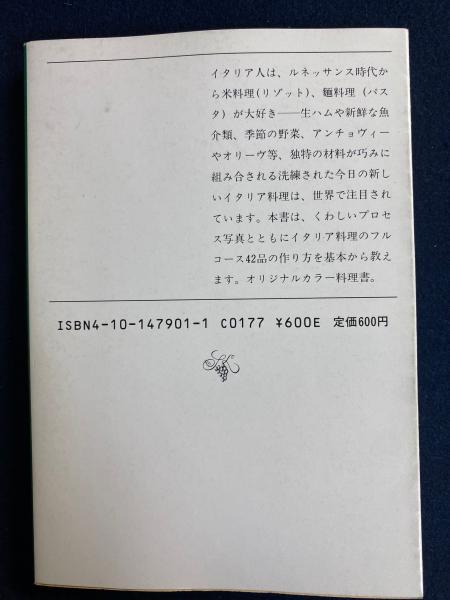 イタリア人は、ルネッサンス時代か
ら米料理(リゾット)、麺料理(パス
タ)が大好き――生ハムや新鮮な魚
介類、季節の野菜、アンチョヴィー
やオリーヴ等、独特の材料が巧みに
組み合される洗練された今日の新し
いイタリア料理は、世界で注目され
ています。本書は、くわしいプロセ
ス写真とともにイタリア料理のフル
コース42品の作り方を基本から教え
ます。オリジナルカラー料理書。
ISBN4-10-147901-1 C0177 ¥600E 定価600円